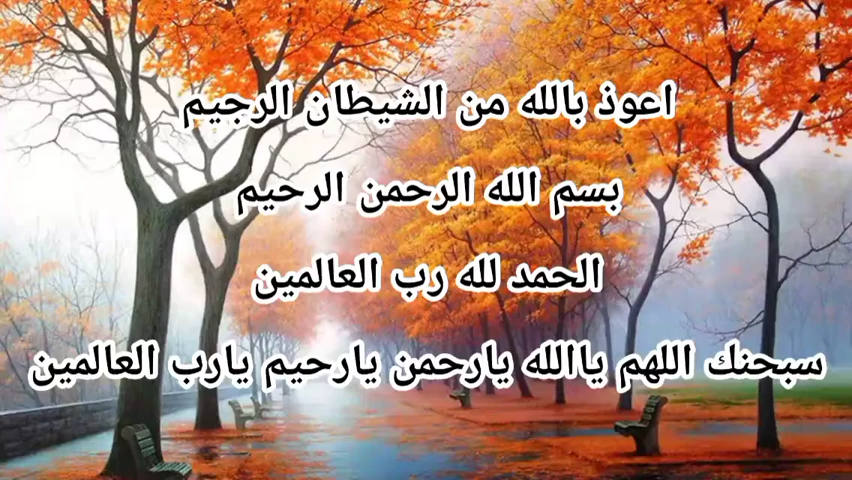 اعوذ بالله من الشيطان الرجيم
بسم الله الرحمن الرحيم
الحمد لله رب العالمين
سبحنك اللهم ياالله يارحمن يارحيم يارب العالمين